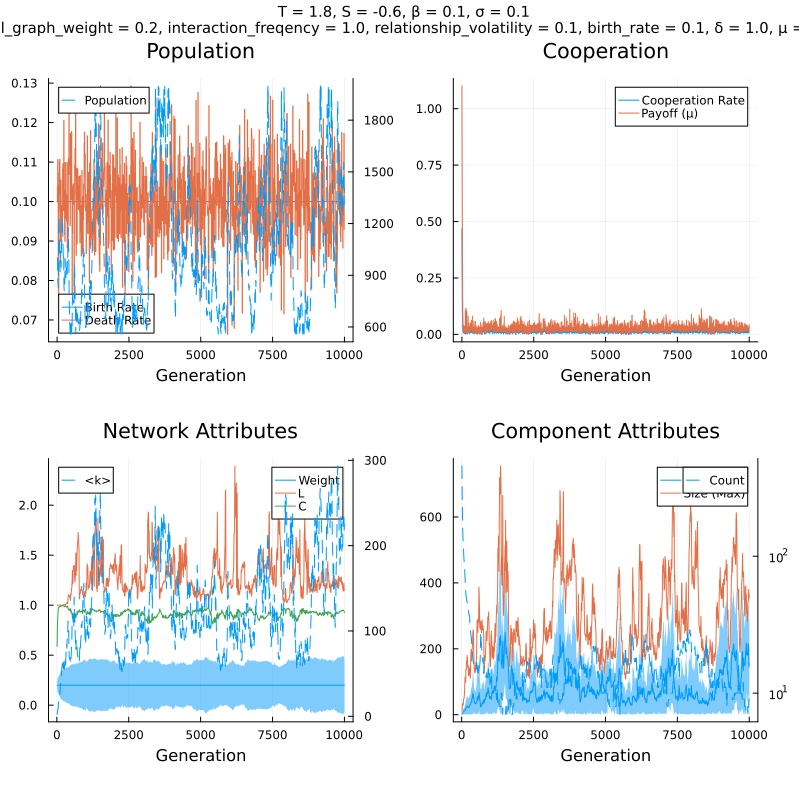 T = 1.8, S = -0.6, β = 0.1, σ = 0.1
l_graph_weight = 0.2, interaction_freqency = 1.0, relationship_volatility = 0.1, birth_rate = 0.1, δ = 1.0, μ =
Population
Cooperation
0.13
0.12
0.11
0.10
0.09
0.08
0.07
Population
Birth Rate
Death Rate
1800
1500
1200
900
600
0 2500 5000 7500 10000
Generation
1.00
0.75
0.50
0.25
0.00
Cooperation Rate
Payoff (μ)
0 2500 5000 7500 10000
Generation
Network Attributes
Component Attributes
2.0
1.5
1.0
0.5
0.0
<k>
Weight
L
C
300
200
100
0
0 2500 5000 7500 10000
Generation
600
400
200
0
Count
Size (Max)
10²
10¹
0 2500 5000 7500 10000
Generation